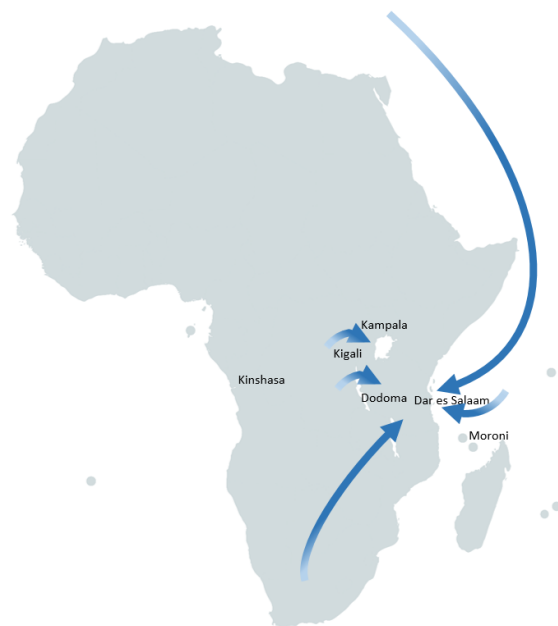 Kampala
Kigali
Kinshasa
Dodoma
Dar es Salaam
Moroni